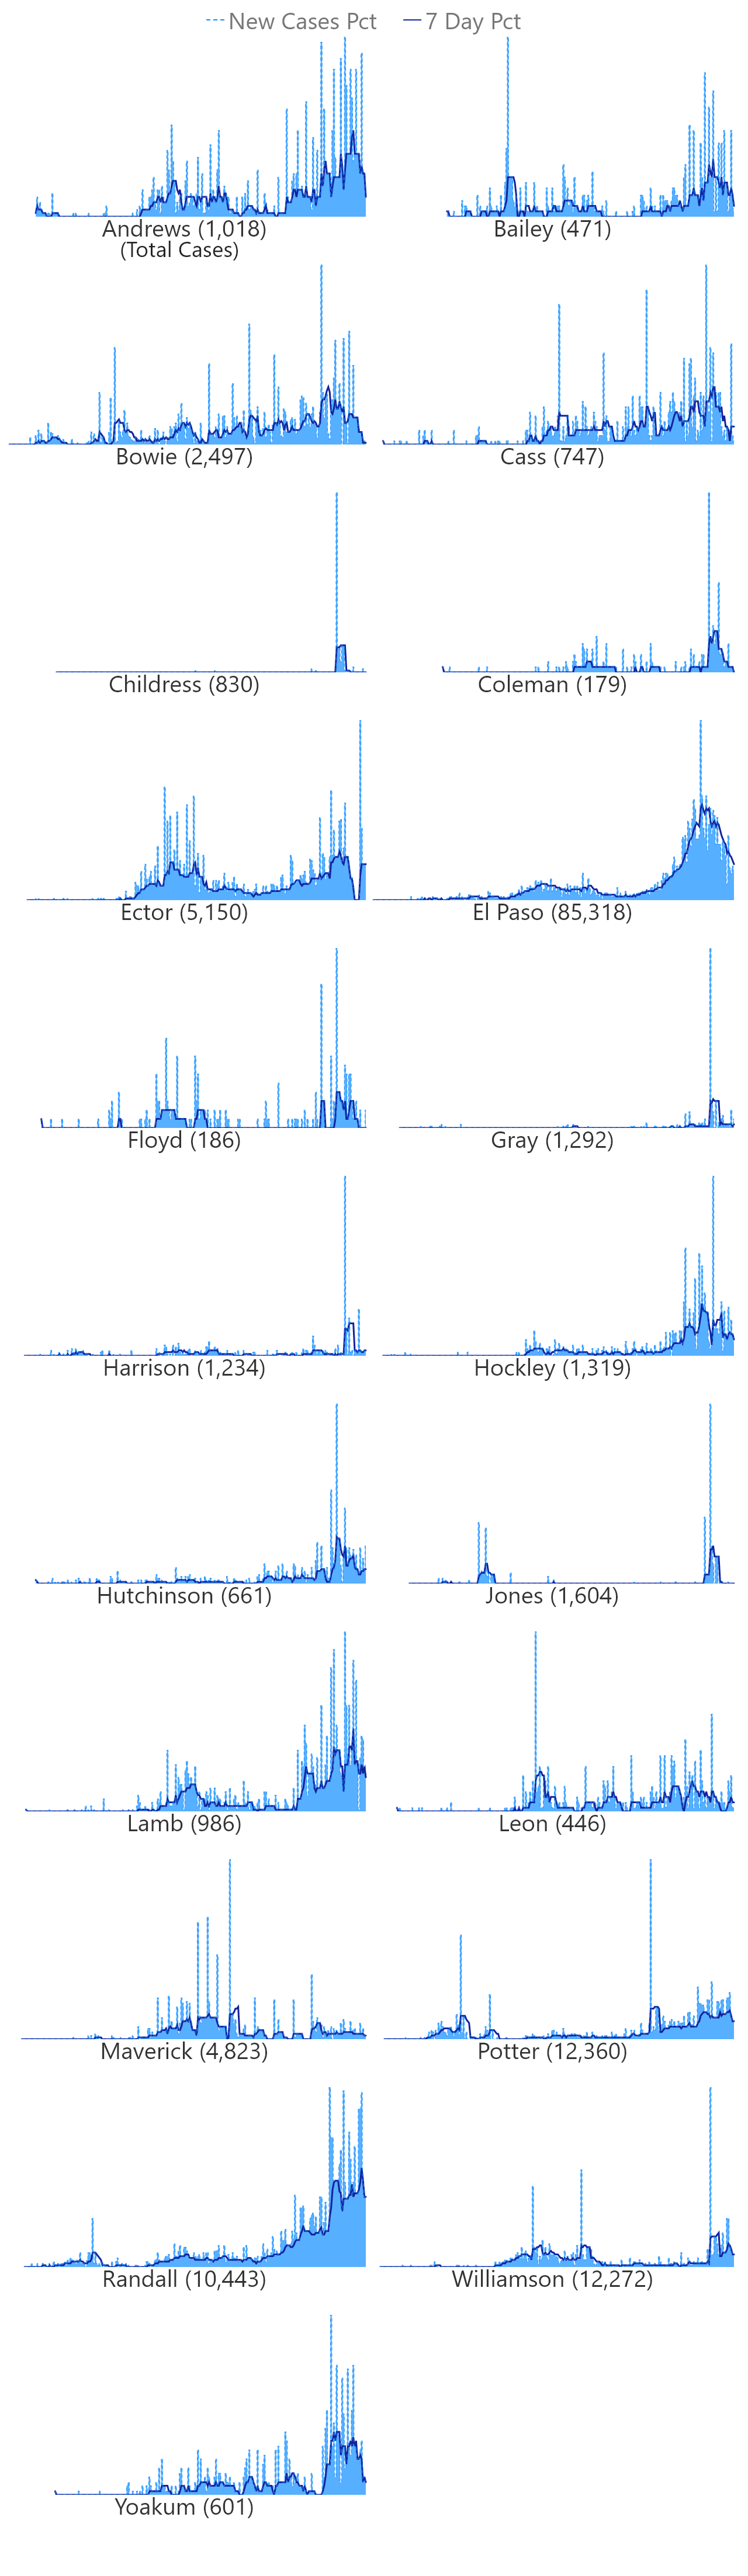 New Cases Pct 7 Day Pct
Andrews (1,018)
(Total Cases)
Bailey (471)
Bowie (2,497)
Cass (747)
Childress (830)
Coleman (179)
Ector (5,150)
El Paso (85,318)
Floyd (186)
Gray (1,292)
Harrison (1,234)
Hockley (1,319)
Hutchinson (661)
Jones (1,604)
Lamb (986)
Leon (446)
Maverick (4,823)
Potter (12,360)
Randall (10,443)
Williamson (12,272)
Yoakum (601)